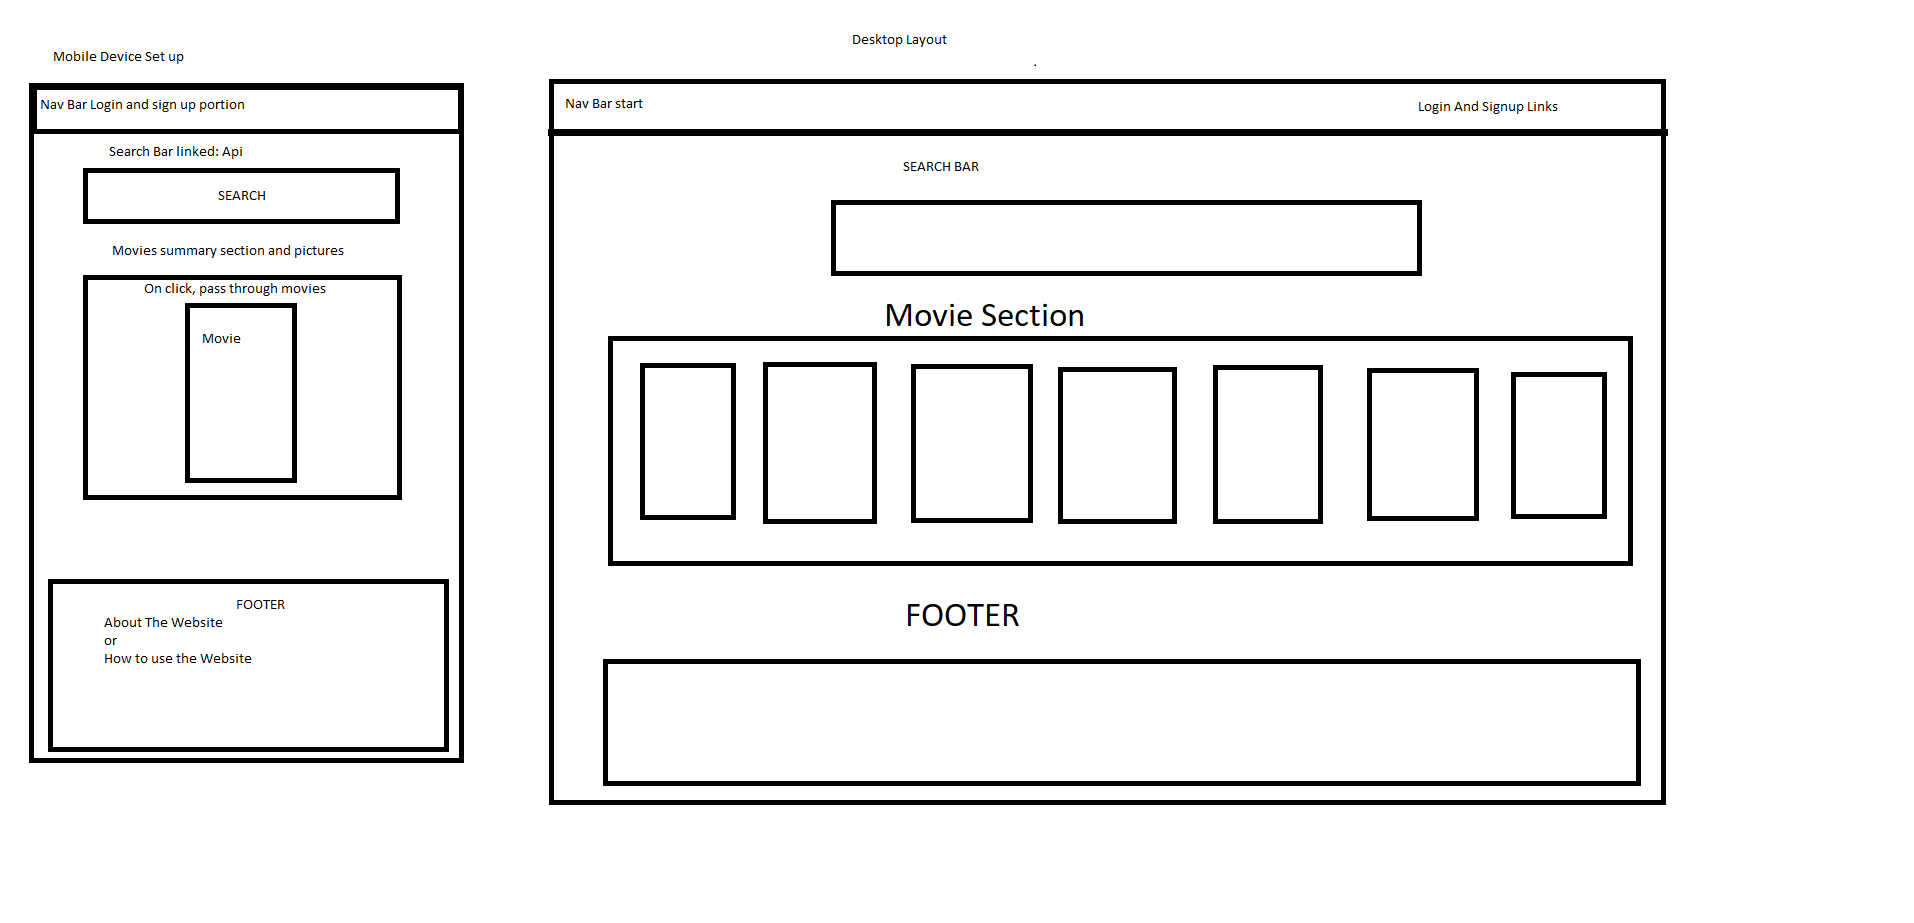 Mobile Device Set up
Nav Bar Login and sign up portion
Search Bar linked: Api
SEARCH
Movies summary section and pictures
On click, pass through movies
Movie
FOOTER
About The Website
or
How to use the Website
Desktop Layout
.
Nav Bar start
Login And Signup Links
SEARCH BAR
Movie Section
FOOTER